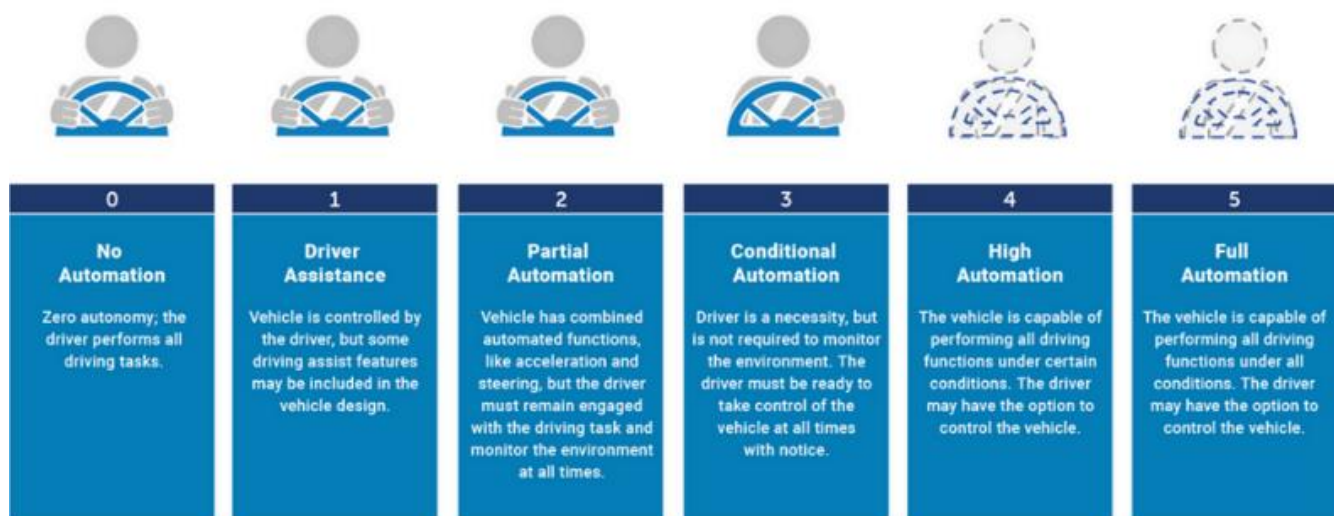 0
No
Automation
Zero autonomy; the
driver performs all
driving tasks.
1
Driver
Assistance
Vehicle is controlled by
the driver, but some
driving assist features
may be included in the
vehicle design.
2
Partial
Automation
Vehicle has combined
automated functions,
like acceleration and
steering, but the driver
must remain engaged
with the driving task and
monitor the environment
at all times.
3
Conditional
Automation
Driver is a necessity, but
is not required to monitor
the environment. The
driver must be ready to
take control of the
vehicle at all times
with notice.
4
High
Automation
The vehicle is capable of
performing all driving
functions under certain
conditions. The driver
may have the option to
control the vehicle.
5
Full
Automation
The vehicle is capable of
performing all driving
functions under all
conditions. The driver
may have the option to
control the vehicle.